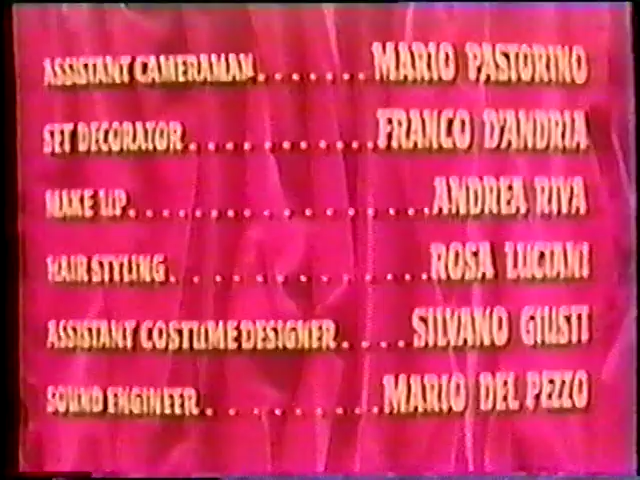 ASSISTANT CAMERAMAN.......MARIO PASTORINO
SET DECORATOR............FRANCO D'ANDRIA
MAKE UP.................ANDREA RIVA
HAIR STYLING..............ROSA LUCIANI
ASSISTANT COSTUME DESIGNER....SILVANO GIUSTI
SOUND ENGINEER..........MARIO DEL PEZZO